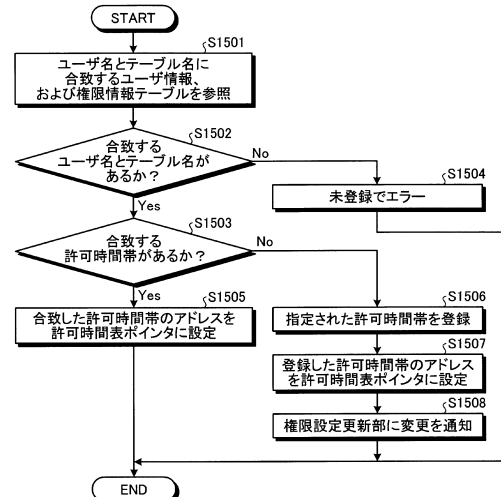 START
S1501
ユーザ名とテーブル名に
合致するユーザ情報、
および権限情報テーブルを参照
S1502
合致する
ユーザ名とテーブル名が
あるか？
No
S1504
未登録でエラー
Yes
S1503
合致する
許可時間帯があるか？
No
Yes
S1505
合致した許可時間帯のアドレスを
許可時間表ポインタに設定
S1506
指定された許可時間帯を登録
S1507
登録した許可時間帯のアドレス
を許可時間表ポインタに設定
S1508
権限設定更新部に変更を通知
END